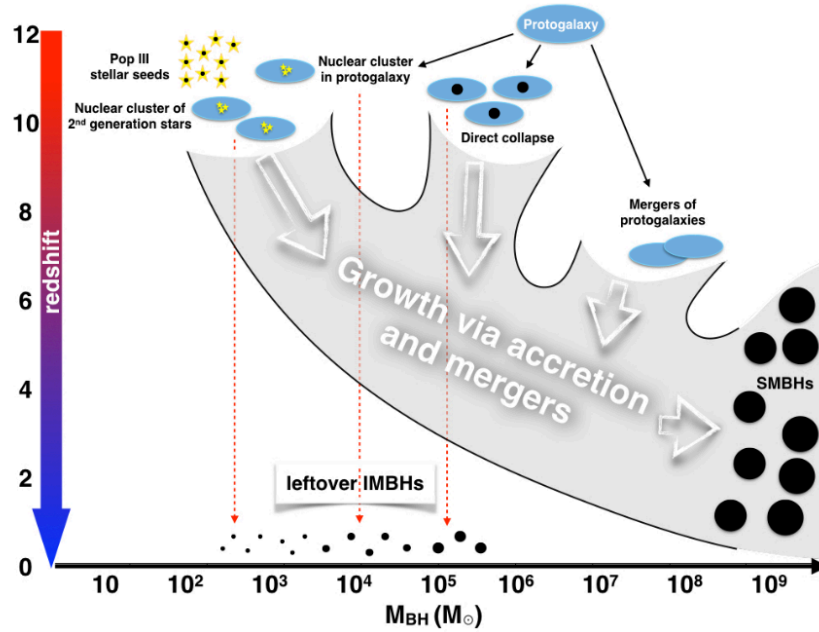 12
10
8
6
4
2
0
redshift
Pop III
stellar seeds
Nuclear cluster of
2nd generation stars
Nuclear cluster
in protogalaxy
Protogalaxy
Direct collapse
Mergers of
protogalaxies
Growth via accretion
and mergers
SMBHs
leftover IMBHs
10 10² 10³ 10⁴ 10⁵ 10⁶ 10⁷ 10⁸ 10⁹
M_BH (M_⊙)